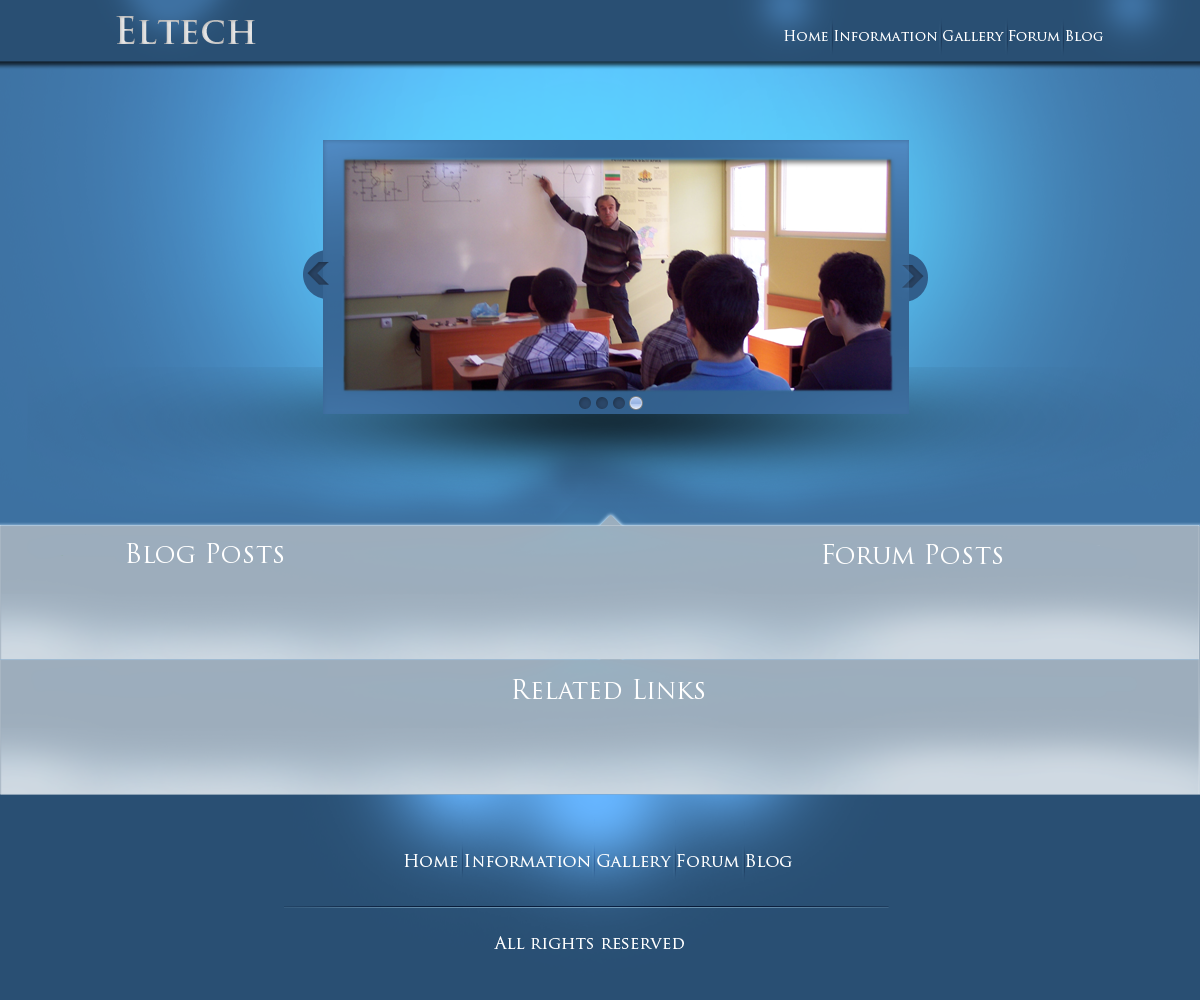 Eltech
Home Information Gallery Forum Blog
Blog Posts
Forum Posts
Related Links
Home Information Gallery Forum Blog
All rights reserved